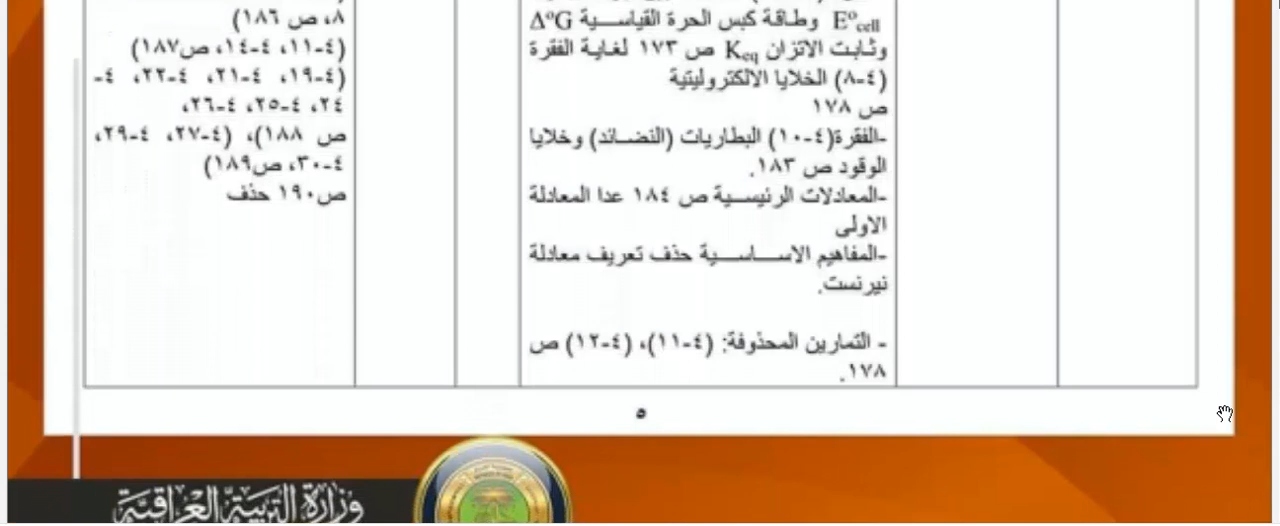 E°cell وطاقة كبس الحرة القياسية Δ°G
وثابت الاتزان Keq ص ١٧٣ لغاية الفقرة
(٤-٨) الخلايا الالكتروليتية
ص ١٧٨
-الفقرة(٤-١٠) البطاريات (النضائد) وخلايا
الوقود ص ١٨٣.
-المعادلات الرئيسية ص ١٨٤ عدا المعادلة
الاولى
-المفاهيم الاساسية حذف تعريف معادلة
نيرنست.
- التمارين المحذوفة: (٤-١١)، (٤-١٢) ص
١٧٨.
٨، ص ١٨٦)
(٤-١١، ٤-١٤، ص١٨٧)
(٤-١٩، ٤-٢١، ٤-٢٢، ٤-
٢٤، ٤-٢٥، ٤-٢٦،
ص ١٨٨)، (٤-٢٧، ٤-٢٩،
٤-٣٠، ص١٨٩)
ص١٩٠ حذف
٥
وزارة التربية العراقية